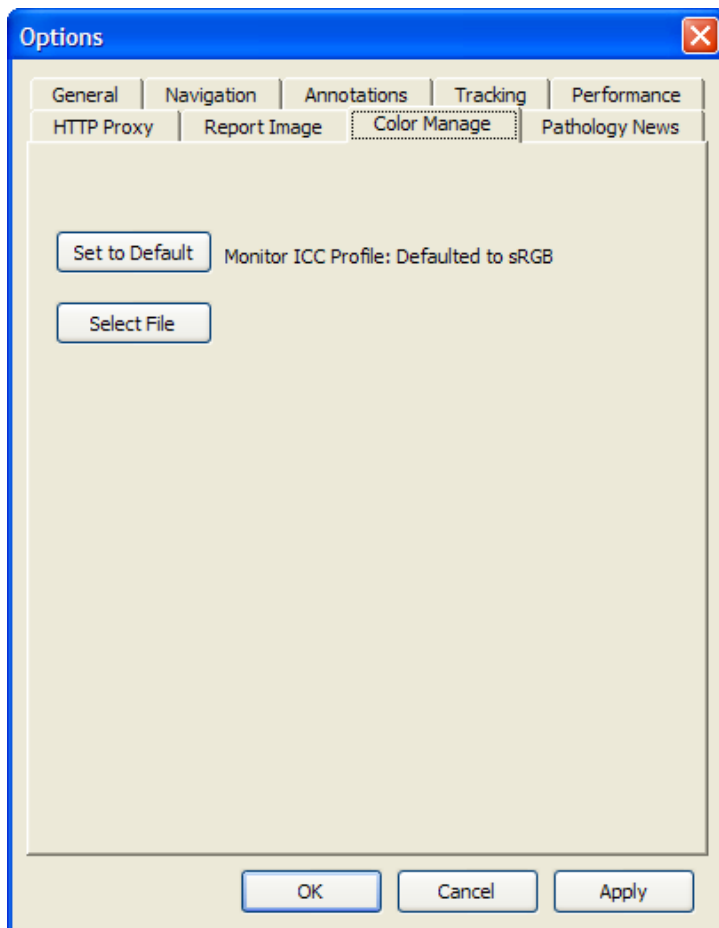 Options
General Navigation Annotations Tracking Performance
HTTP Proxy Report Image Color Manage Pathology News
Set to Default Monitor ICC Profile: Defaulted to sRGB
Select File
OK Cancel Apply